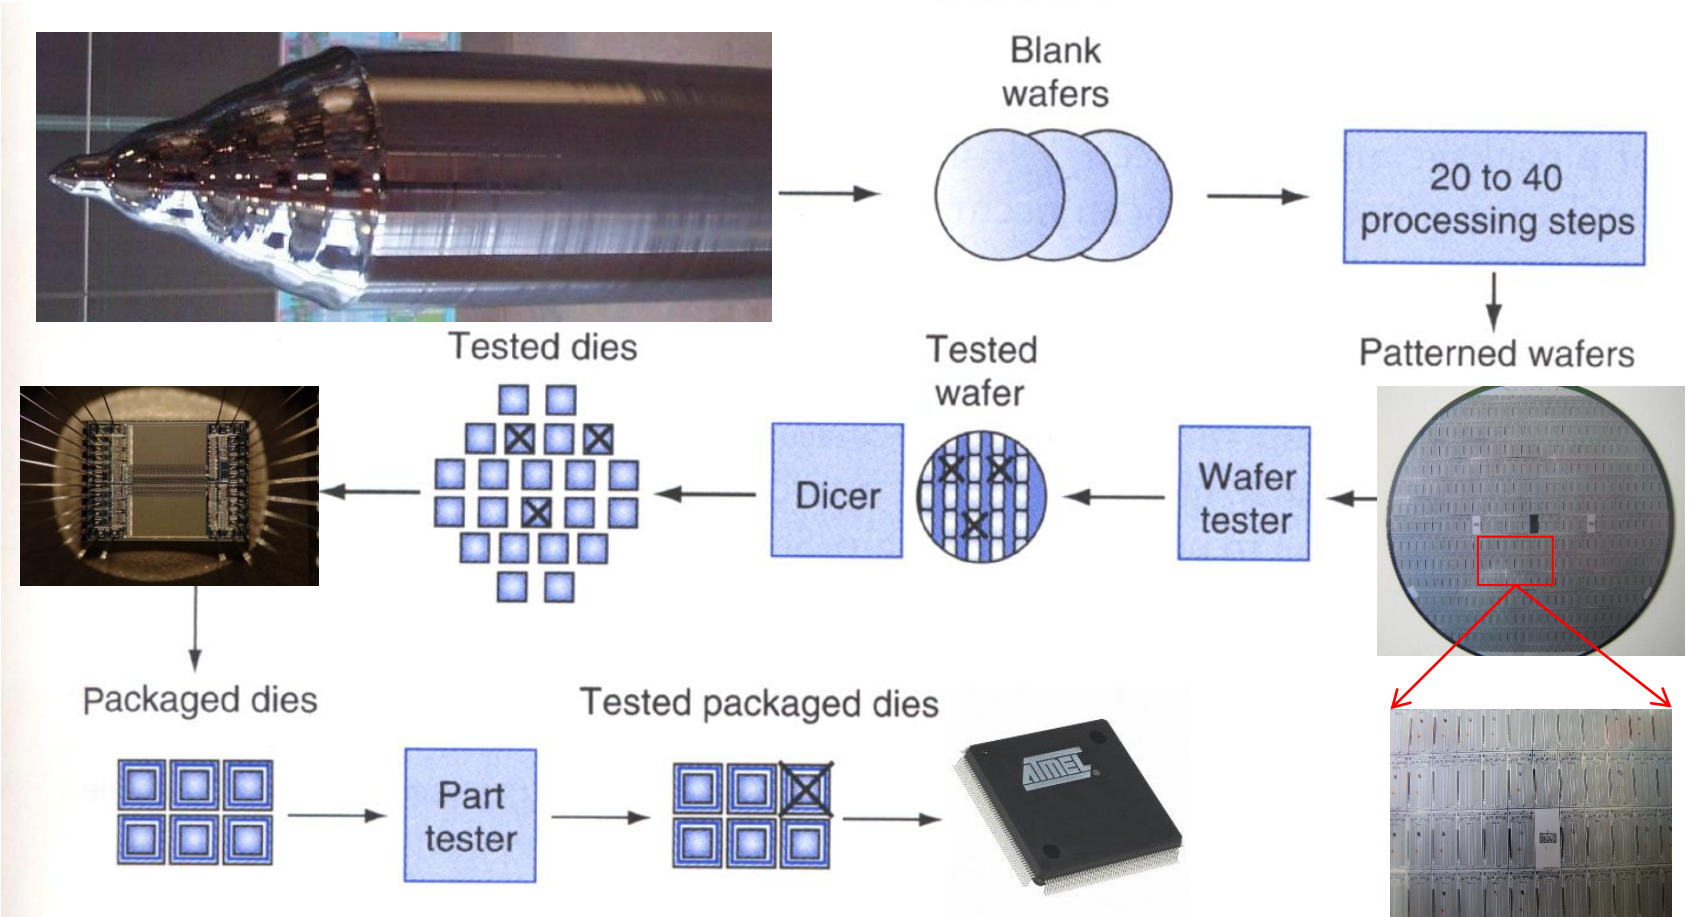 Blank
wafers
20 to 40
processing steps
Patterned wafers
Tested dies
Tested
wafer
Dicer
Wafer
tester
Packaged dies
Tested packaged dies
Part
tester
ATMEL
®